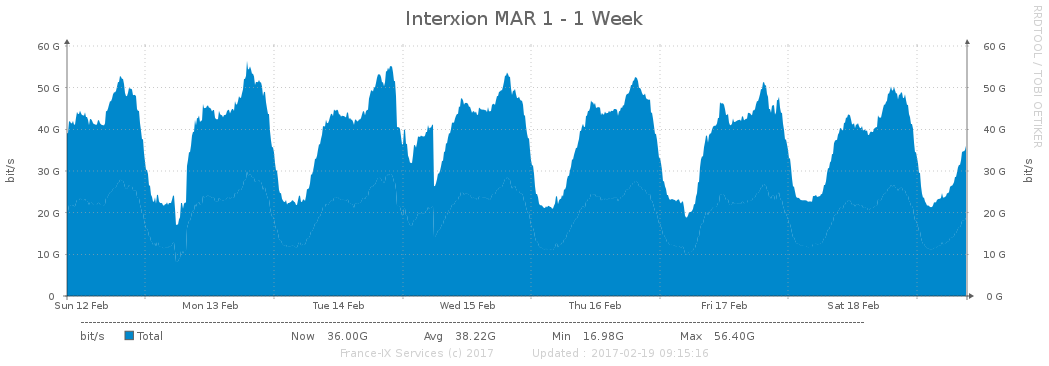 Interxion MAR 1 - 1 Week
RRDTOOL / TOBI OETIKER
bit/s
60 G 60 G
50 G 50 G
40 G 40 G
30 G 30 G
20 G 20 G
10 G 10 G
0 0 G
bit/s
Sun 12 Feb Mon 13 Feb Tue 14 Feb Wed 15 Feb Thu 16 Feb Fri 17 Feb Sat 18 Feb
bit/s Total Now 36.00G Avg 38.22G Min 16.98G Max 56.40G
France-IX Services (c) 2017 Updated : 2017-02-19 09:15:16